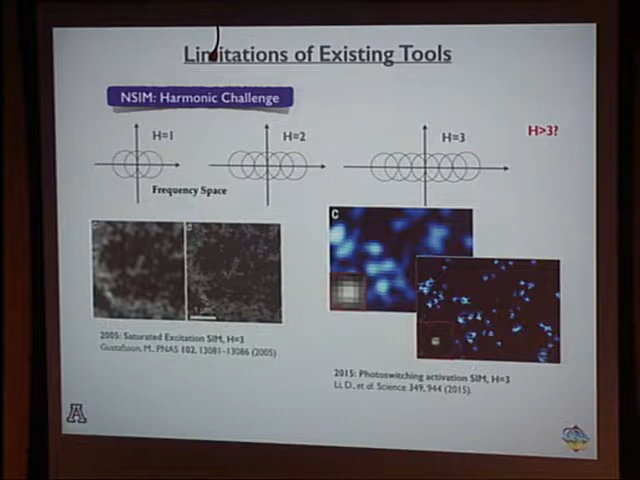 Limitations of Existing Tools
NSIM: Harmonic Challenge
H=1
H=2
H=3
H>3?
Frequency Space
C
d
2005: Saturated Excitation SIM, H=3
Gustafsson, M., PNAS 102, 13081–13086 (2005)
2015: Photoswitching activation SIM, H=3
Li, D., et al. Science 349, 944 (2015).
A